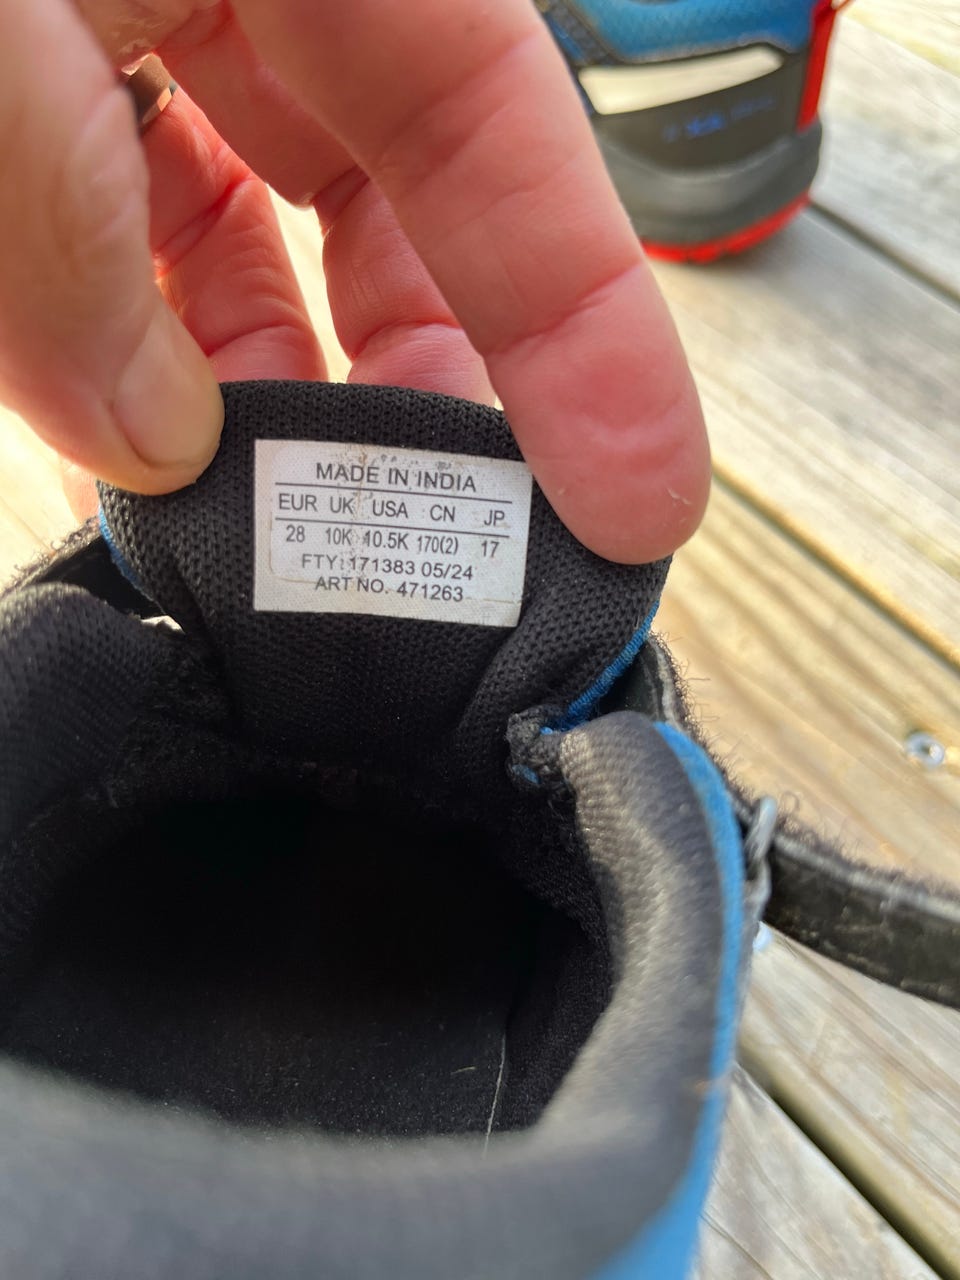 MADE IN INDIA
EUR UK USA CN JP
28 10K 10.5K 170(2) 17
FTY: 171383 05/24
ART NO. 471263